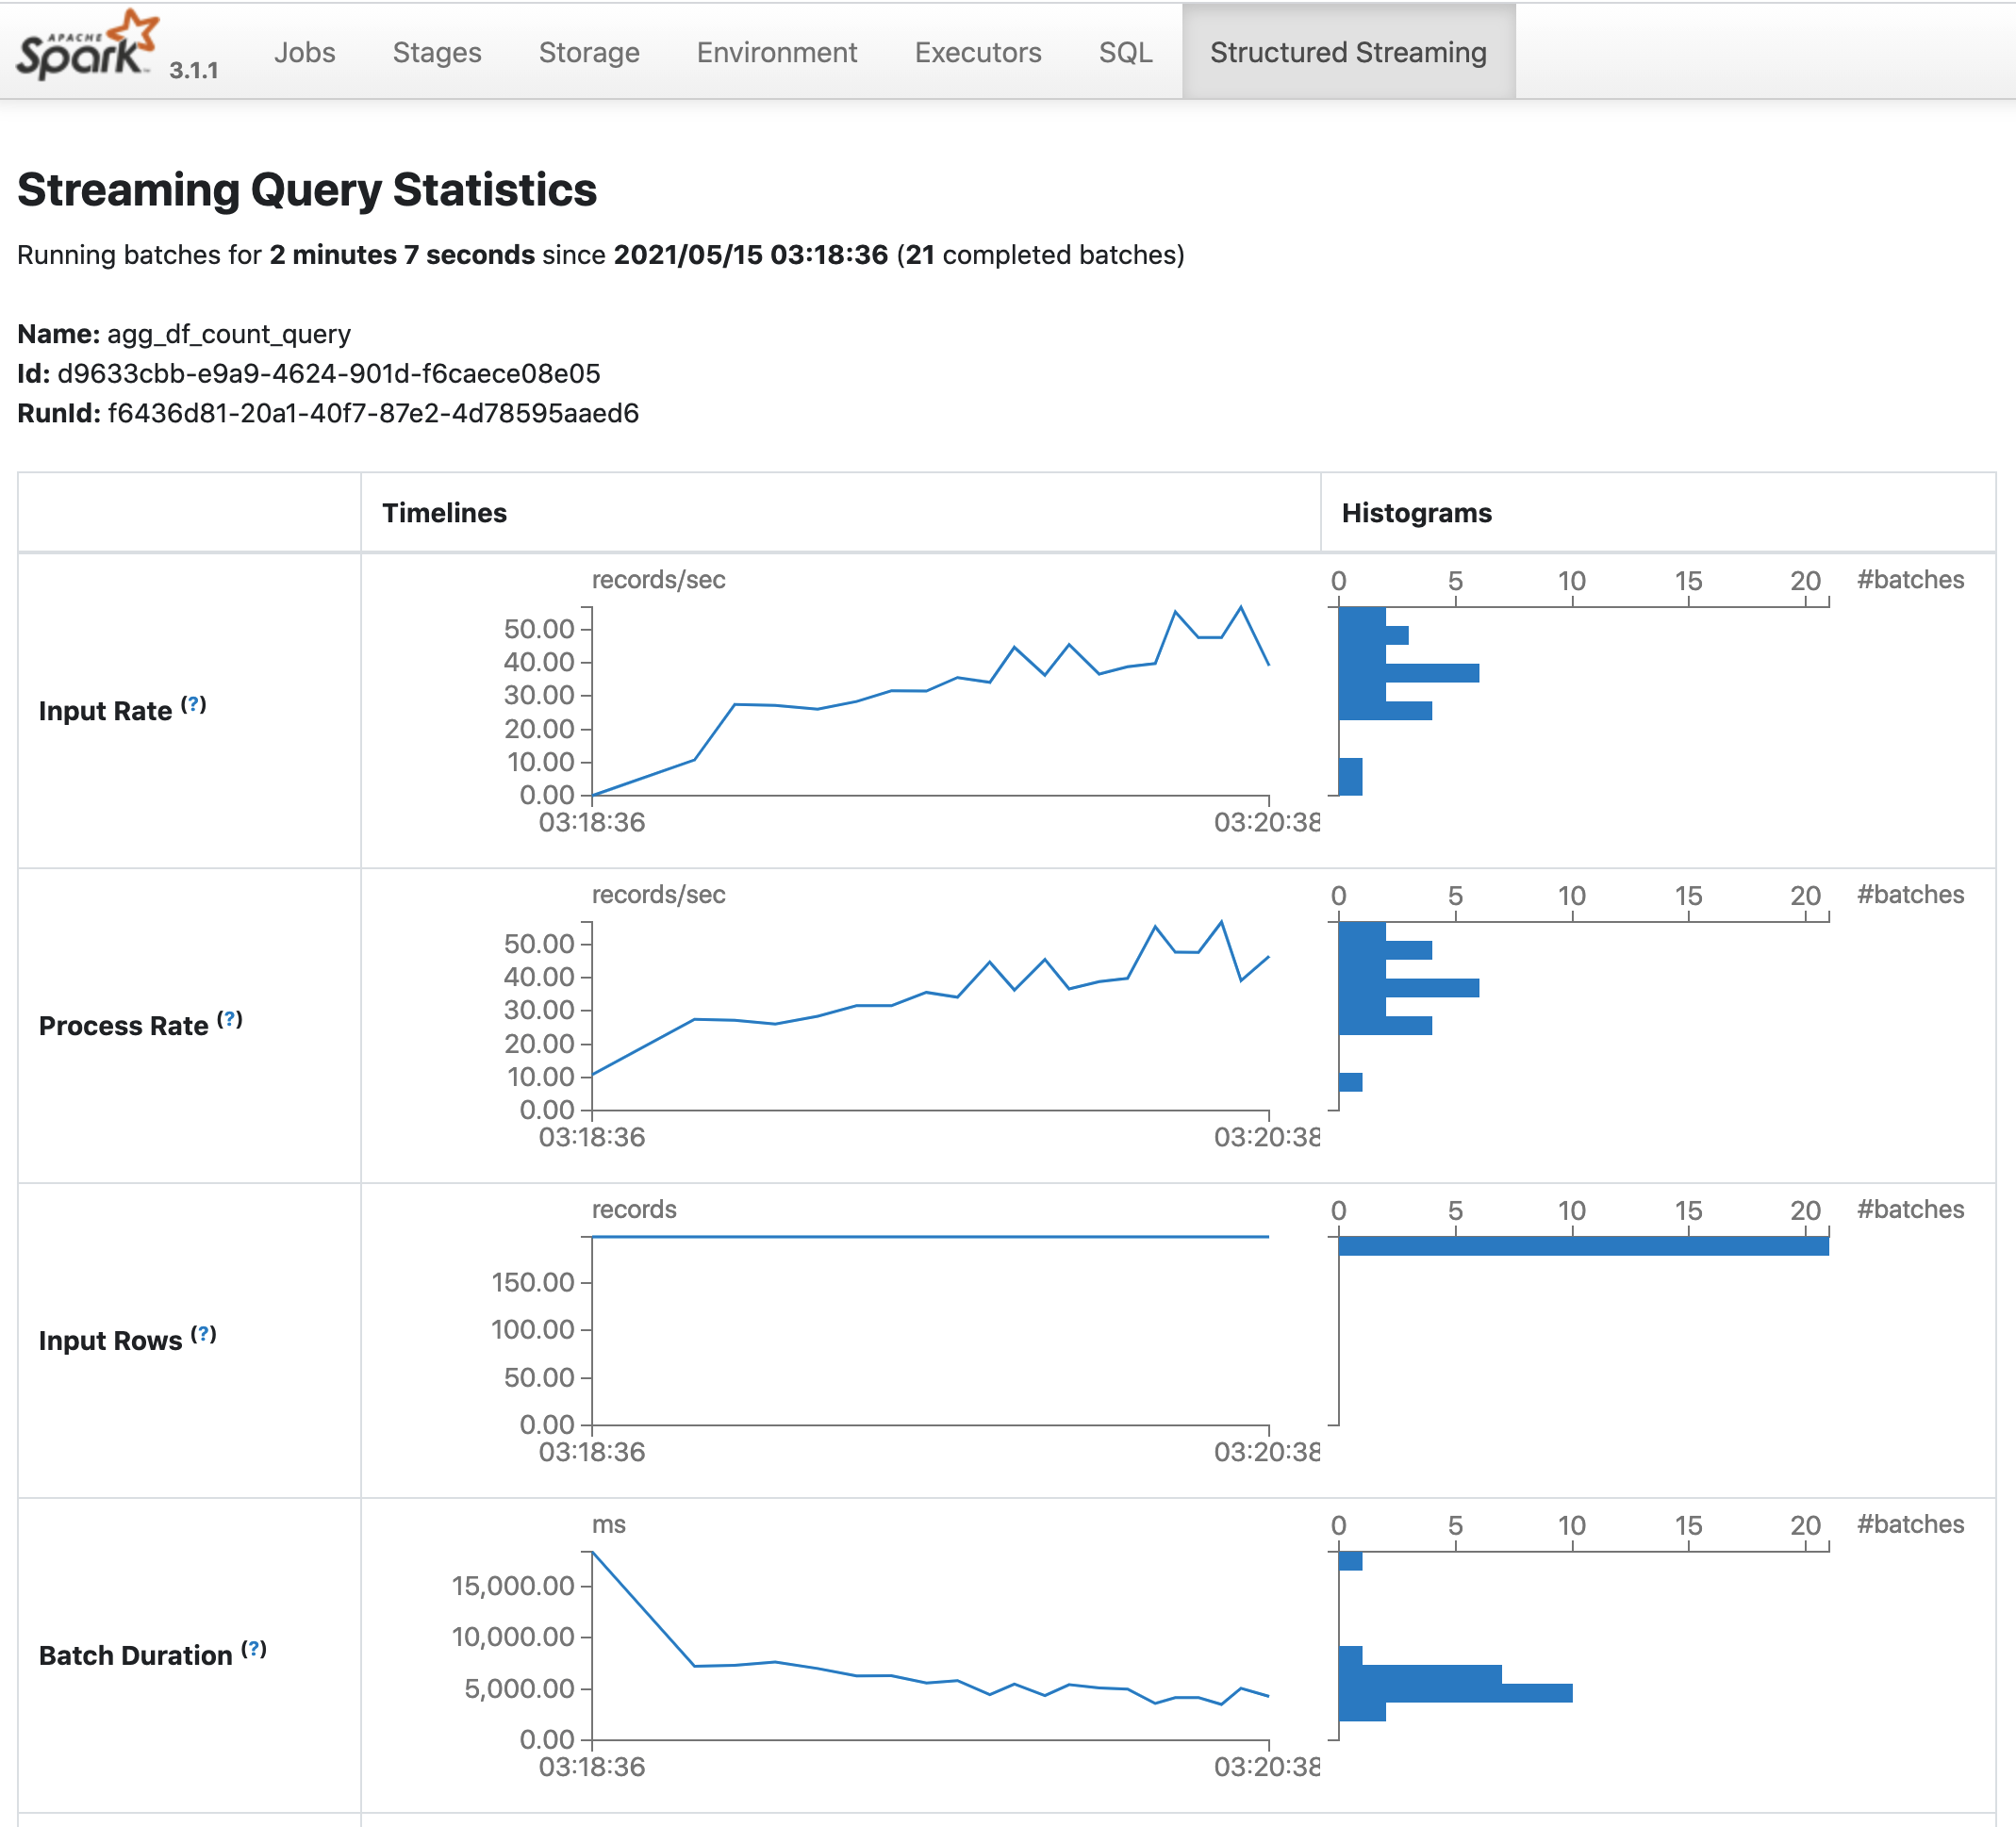 APACHE
Spark 3.1.1 Jobs Stages Storage Environment Executors SQL Structured Streaming
Streaming Query Statistics
Running batches for 2 minutes 7 seconds since 2021/05/15 03:18:36 (21 completed batches)
Name: agg_df_count_query
Id: d9633cbb-e9a9-4624-901d-f6caece08e05
RunId: f6436d81-20a1-40f7-87e2-4d78595aaed6
Timelines Histograms
records/sec 0 5 10 15 20 #batches
50.00
40.00
30.00
Input Rate (?)
20.00
10.00
0.00
03:18:36 03:20:38
records/sec 0 5 10 15 20 #batches
50.00
40.00
30.00
Process Rate (?)
20.00
10.00
0.00
03:18:36 03:20:38
records 0 5 10 15 20 #batches
150.00
100.00
Input Rows (?)
50.00
0.00
03:18:36 03:20:38
ms 0 5 10 15 20 #batches
15,000.00
10,000.00
Batch Duration (?)
5,000.00
0.00
03:18:36 03:20:38